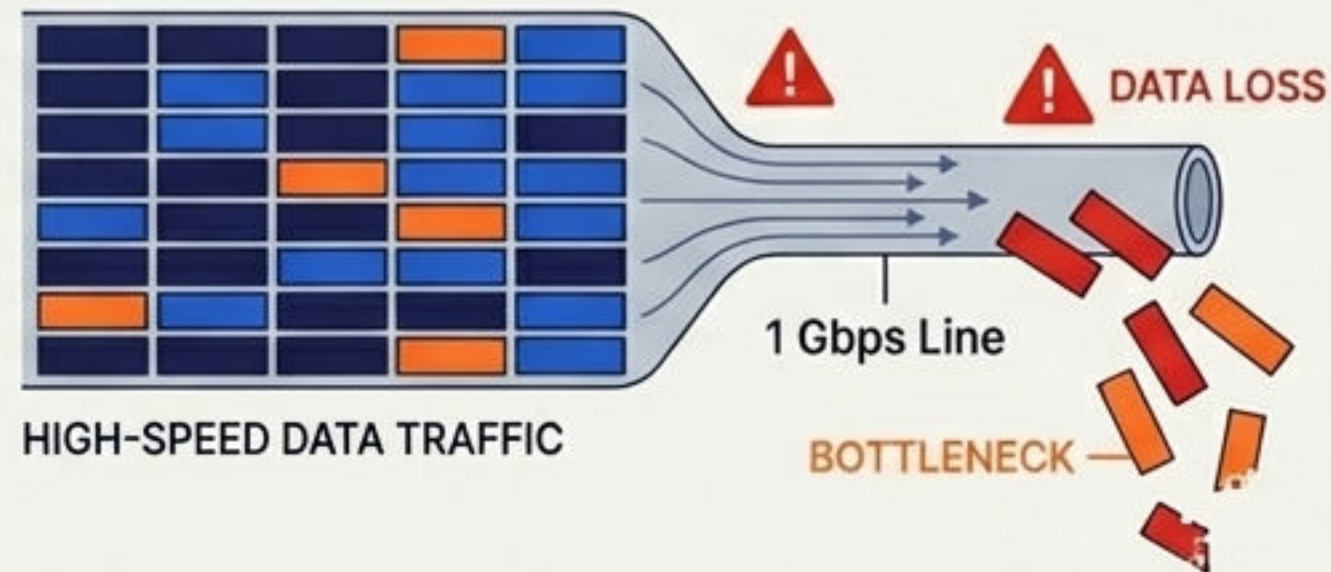 !
!
DATA LOSS
1 Gbps Line
HIGH-SPEED DATA TRAFFIC
BOTTLENECK